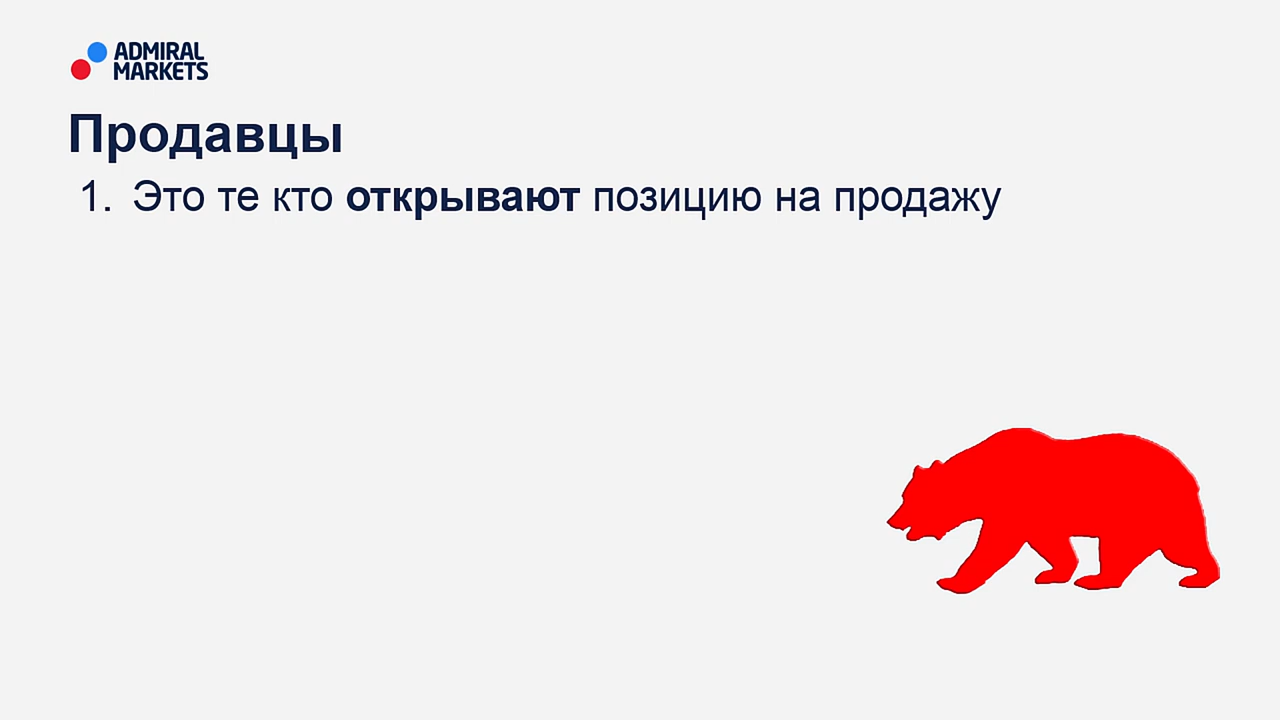 ADMIRAL
MARKETS
Продавцы
1. Это те кто открывают позицию на продажу